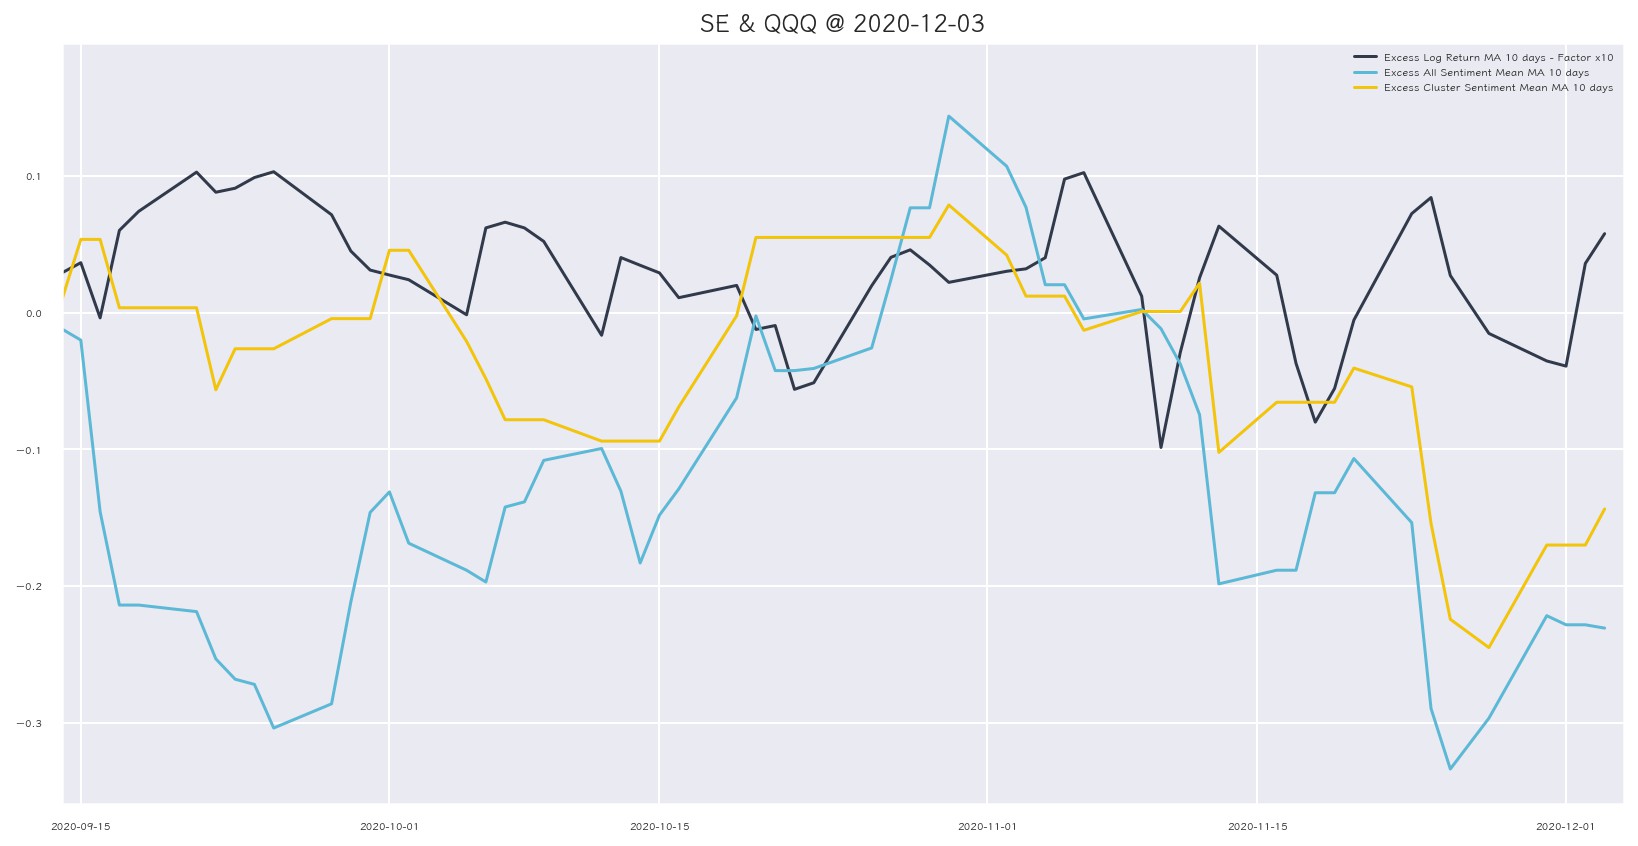 SE & QQQ @ 2020-12-03
Excess Log Return MA 10 days - Factor x10
Excess All Sentiment Mean MA 10 days
Excess Cluster Sentiment Mean MA 10 days
0.1
0.0
−0.1
−0.2
−0.3
2020-09-15 2020-10-01 2020-10-15 2020-11-01 2020-11-15 2020-12-01